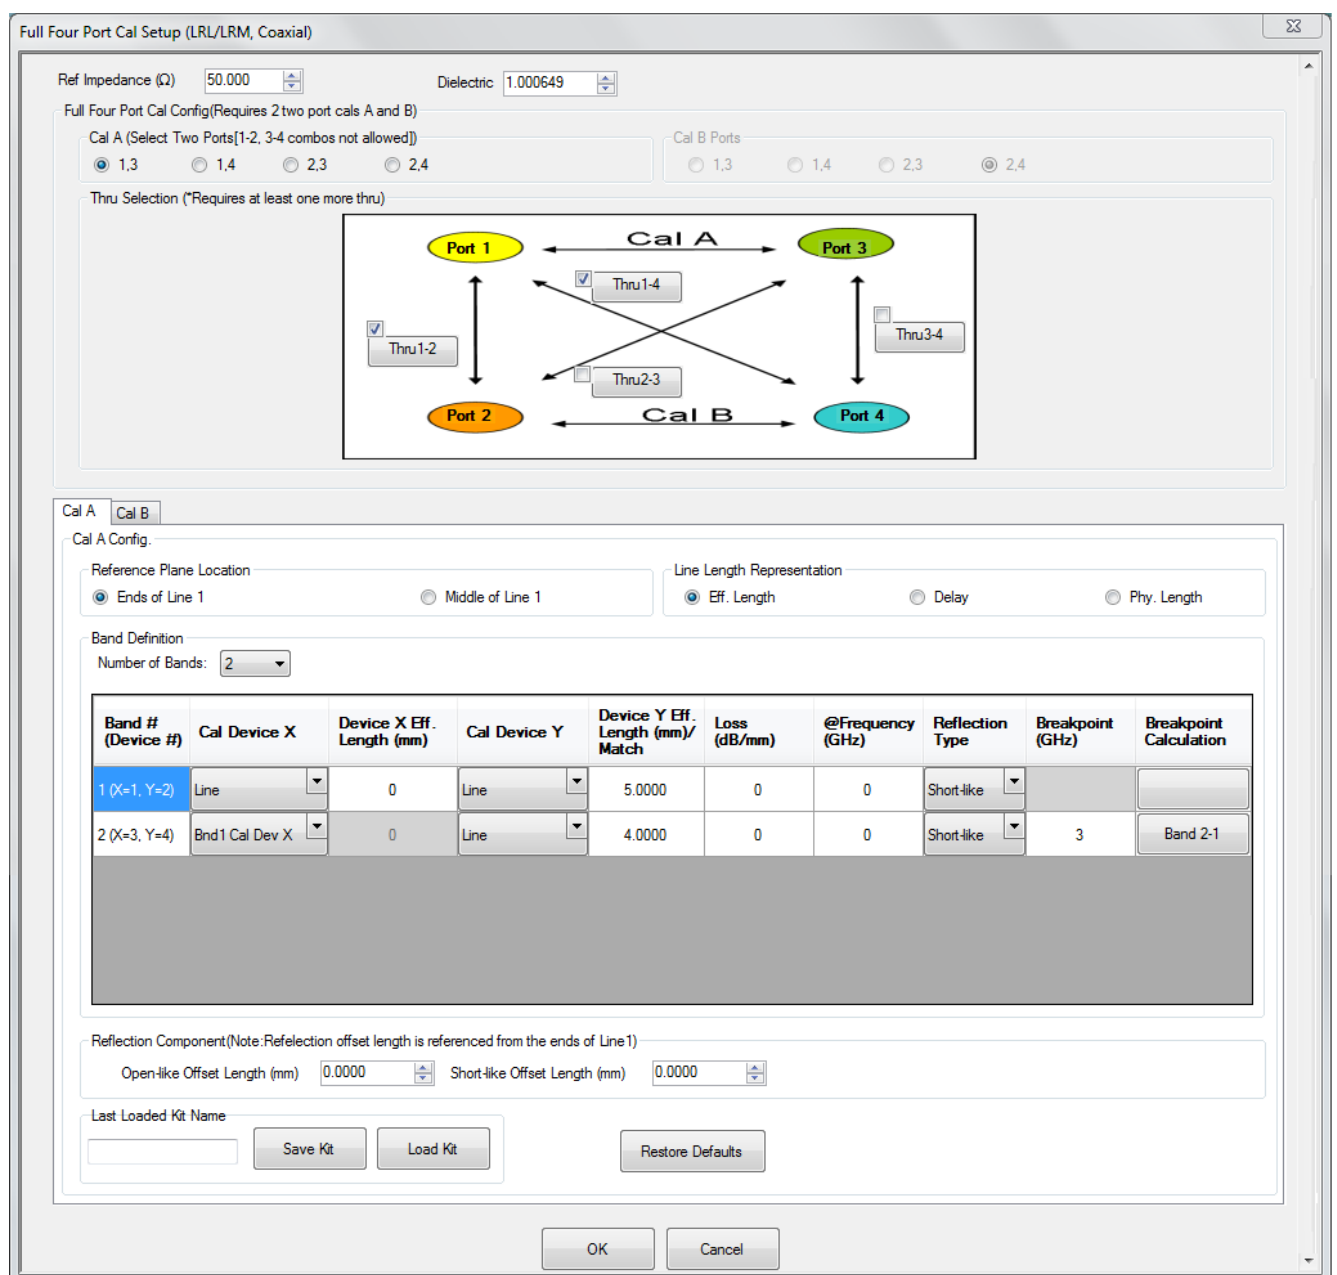 Full Four Port Cal Setup (LRL/LRM, Coaxial)
Ref Impedance (Ω) 50.000 Dielectric 1.000649
Full Four Port Cal Config(Requires 2 two port cals A and B)
Cal A (Select Two Ports[1-2, 3-4 combos not allowed]) Cal B Ports
1,3 1,4 2,3 2,4 1,3 1,4 2,3 2,4
Thru Selection (*Requires at least one more thru)
Port 1 Cal A Port 3
Thru1-4
Thru1-2 Thru3-4
Thru2-3
Port 2 Cal B Port 4
Cal A Cal B
Cal A Config.
Reference Plane Location Line Length Representation
Ends of Line 1 Middle of Line 1 Eff. Length Delay Phy. Length
Band Definition
Number of Bands: 2
Band # (Device #) Cal Device X Device X Eff. Length (mm) Cal Device Y Device Y Eff. Length (mm)/ Match Loss (dB/mm) @Frequency (GHz) Reflection Type Breakpoint (GHz) Breakpoint Calculation
1 (X=1, Y=2) Line 0 Line 5.0000 0 0 Short-like
2 (X=3, Y=4) Bnd1 Cal Dev X 0 Line 4.0000 0 0 Short-like 3 Band 2-1
Reflection Component(Note:Refelection offset length is referenced from the ends of Line1)
Open-like Offset Length (mm) 0.0000 Short-like Offset Length (mm) 0.0000
Last Loaded Kit Name
Save Kit Load Kit Restore Defaults
OK Cancel